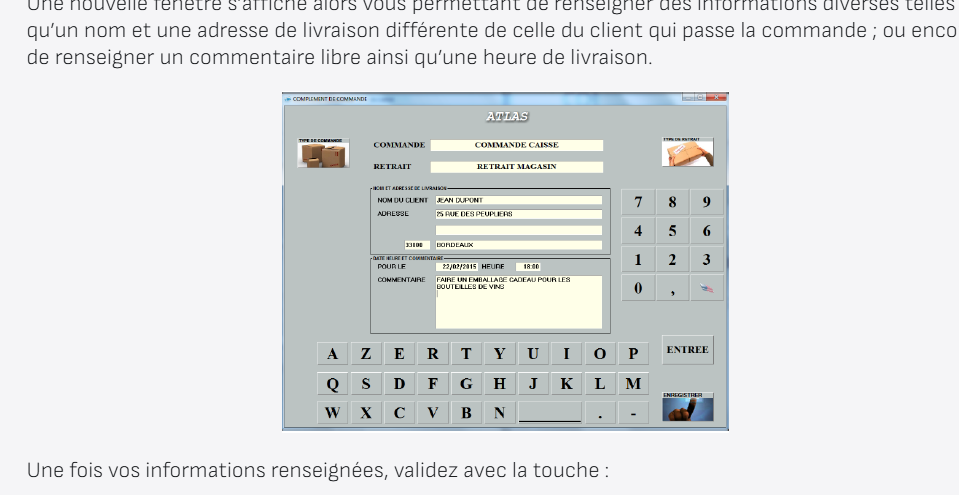 Une nouvelle fenêtre s'affiche alors vous permettant de renseigner des informations diverses telles
qu'un nom et une adresse de livraison différente de celle du client qui passe la commande ; ou enco
de renseigner un commentaire libre ainsi qu'une heure de livraison.
COMPLEMENT DE COMMANDE
ATLAS
TYPE DE COMMANDE
COMMANDE COMMANDE CAISSE
TYPE DE RETRAIT
RETRAIT RETRAIT MAGASIN
NOM ET ADRESSE DE LIVRAISON
NOM DU CLIENT JEAN DUPONT
ADRESSE 25 RUE DES PEUPLIERS
33800 BORDEAUX
DATE HEURE ET COMMENTAIRE
POUR LE 22/02/2015 HEURE 18:00
COMMENTAIRE FAIRE UN EMBALLAGE CADEAU POUR LES
BOUTEILLES DE VINS
7 8 9
4 5 6
1 2 3
0 ,
A Z E R T Y U I O P
ENTREE
Q S D F G H J K L M
ENREGISTRER
W X C V B N . -
Une fois vos informations renseignées, validez avec la touche :